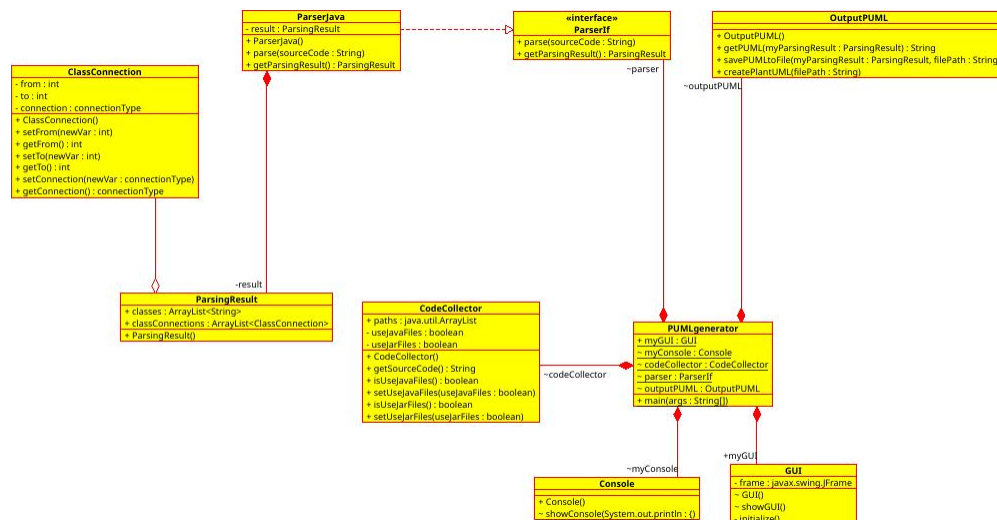 ParserJava
- result : ParsingResult
+ ParserJava()
+ parse(sourceCode : String)
+ getParsingResult() : ParsingResult
«interface»
ParserIf
+ parse(sourceCode : String)
+ getParsingResult() : ParsingResult
~parser
OutputPUML
+ OutputPUML()
+ getPUML(myParsingResult : ParsingResult) : String
+ savePUMLtoFile(myParsingResult : ParsingResult, filePath : String
+ createPlantUML(filePath : String)
~outputPUML
ClassConnection
- from : int
- to : int
- connection : connectionType
+ ClassConnection()
+ setFrom(newVar : int)
+ getFrom() : int
+ setTo(newVar : int)
+ getTo() : int
+ setConnection(newVar : connectionType)
+ getConnection() : connectionType
-result
ParsingResult
+ classes : ArrayList<String>
+ classConnections : ArrayList<ClassConnection>
+ ParsingResult()
CodeCollector
+ paths : java.util.ArrayList
- useJavaFiles : boolean
- useJarFiles : boolean
+ CodeCollector()
+ getSourceCode() : String
+ isUseJavaFiles() : boolean
+ setUseJavaFiles(useJavaFiles : boolean)
+ isUseJarFiles() : boolean
+ setUseJarFiles(useJarFiles : boolean)
~codeCollector
PUMLgenerator
+ myGUI : GUI
~ myConsole : Console
~ codeCollector : CodeCollector
~ parser : ParserIf
~ outputPUML : OutputPUML
+ main(args : String[])
~myConsole
+myGUI
Console
+ Console()
~ showConsole(System.out.println : {)
GUI
- frame : javax.swing.JFrame
~ GUI()
~ showGUI()
- initialize()